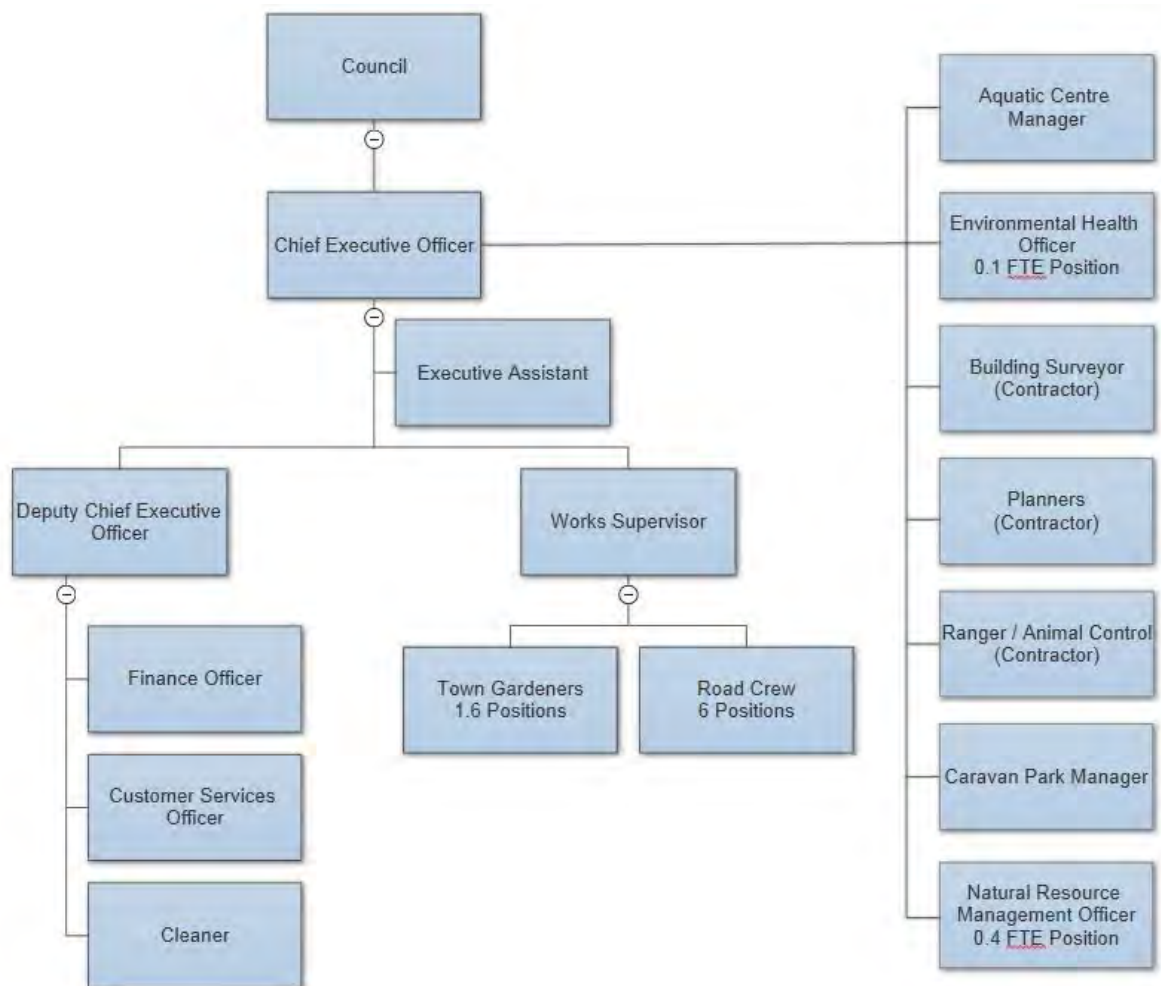 Council
Chief Executive Officer
Executive Assistant
Deputy Chief Executive
Officer
Works Supervisor
Finance Officer
Customer Services
Officer
Cleaner
Town Gardeners
1.6 Positions
Road Crew
6 Positions
Aquatic Centre
Manager
Environmental Health
Officer
0.1 FTE Position
Building Surveyor
(Contractor)
Planners
(Contractor)
Ranger / Animal Control
(Contractor)
Caravan Park Manager
Natural Resource
Management Officer
0.4 FTE Position